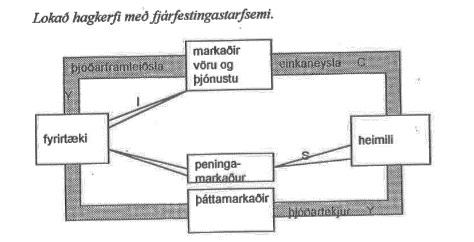 Lokað hagkerfi með fjárfestingastarfsemi.
þjóðarframleiðsla
markaðir
vöru og
þjónustu
einkaneysla C
Y
I
fyrirtæki
heimili
S
peninga-
markaður
þáttamarkaðir
þjóðartekjur Y